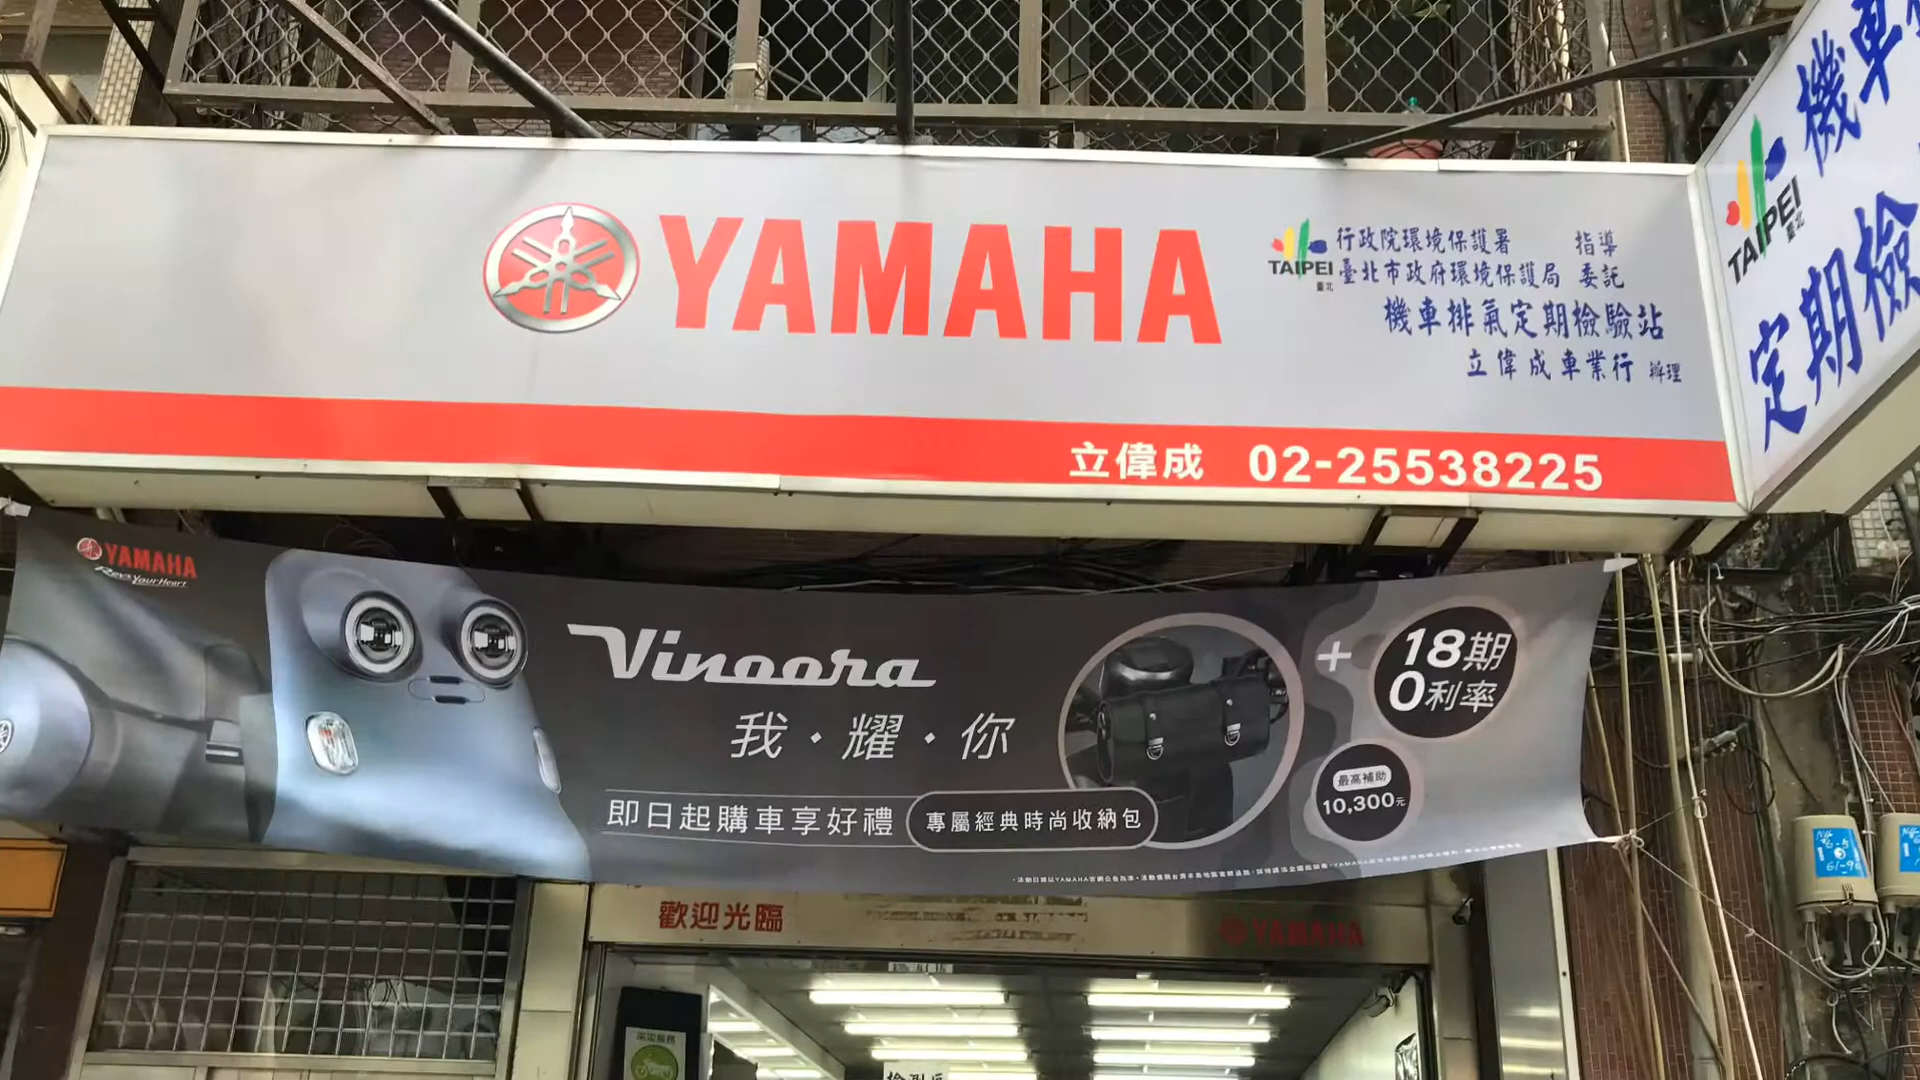 YAMAHA
TAIPEI
臺北
行政院環境保護署 指導
臺北市政府環境保護局 委託
機車排氣定期檢驗站
立偉成車業行 辦理
立偉成 02-25538225
TAIPEI
臺北
機車
定期檢
YAMAHA
Revs Your Heart
Vinoora
我·耀·你
即日起購車享好禮 專屬經典時尚收納包
+
18期
0利率
最高補助
10,300元
歡迎光臨
YAMAHA